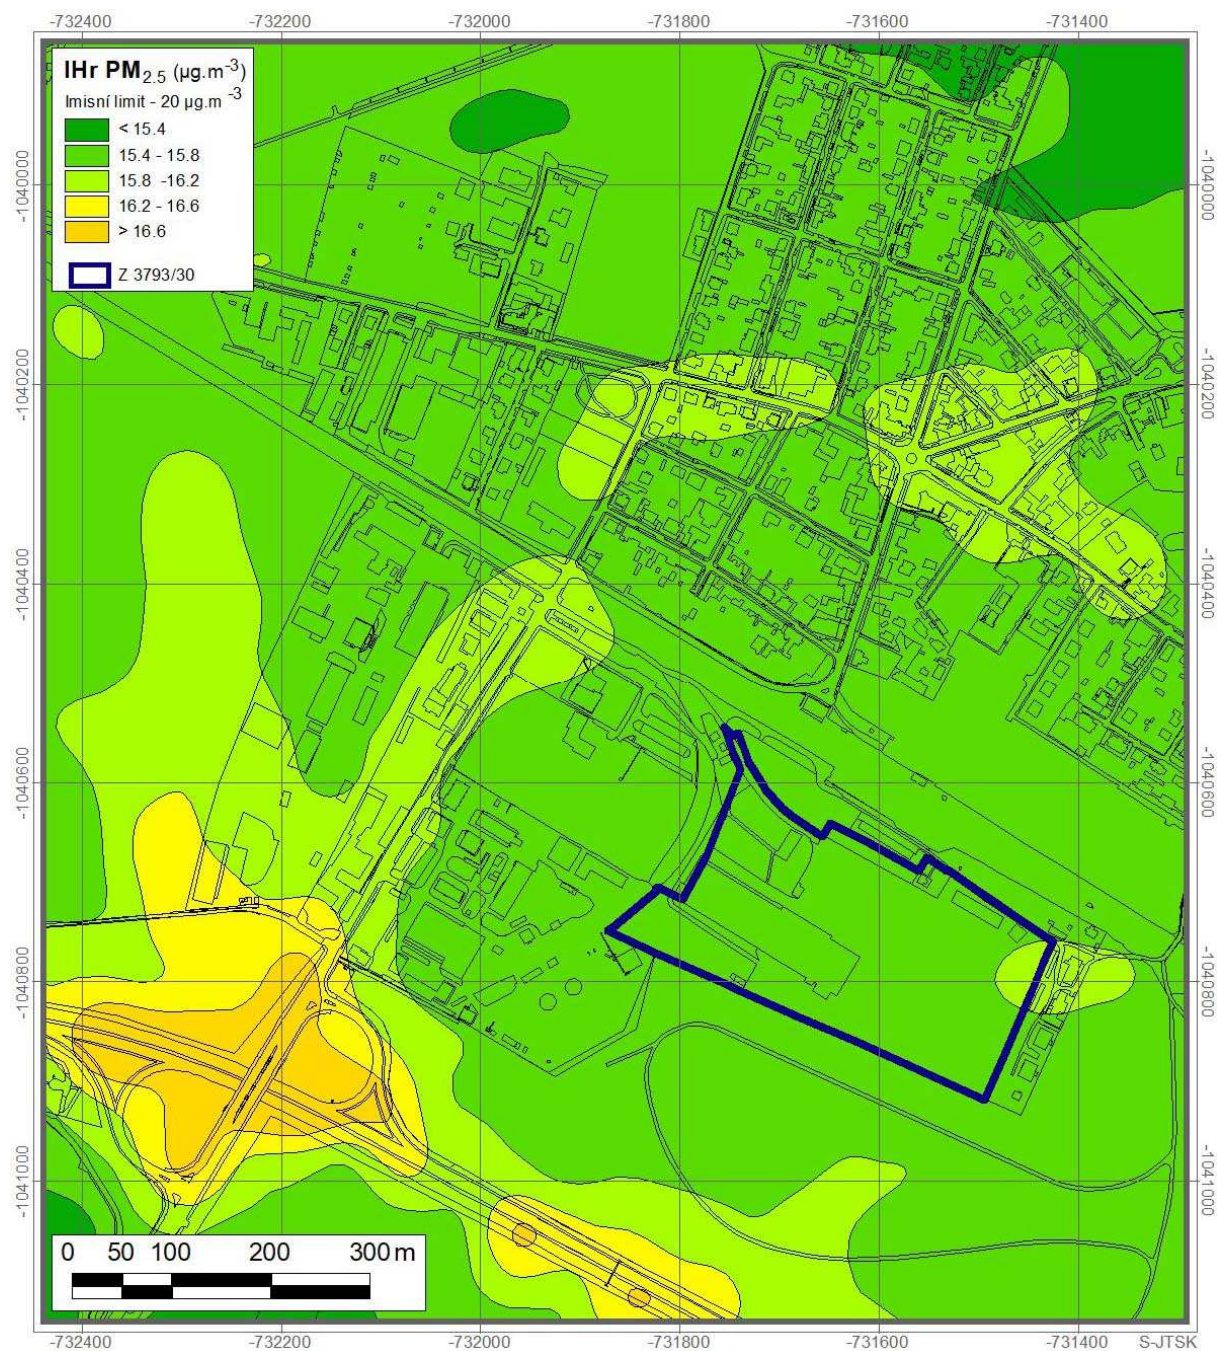 -732400 -732200 -732000 -731800 -731600 -731400
IHr PM2.5 (µg.m-3)
Imisní limit - 20 µg.m-3
< 15.4
15.4 - 15.8
15.8 -16.2
16.2 - 16.6
> 16.6
Z 3793/30
-1040000 -1040000
-1040200 -1040200
-1040400 -1040400
-1040600 -1040600
-1040800 -1040800
-1041000 -1041000
0 50 100 200 300 m
-732400 -732200 -732000 -731800 -731600 -731400 S-JTSK